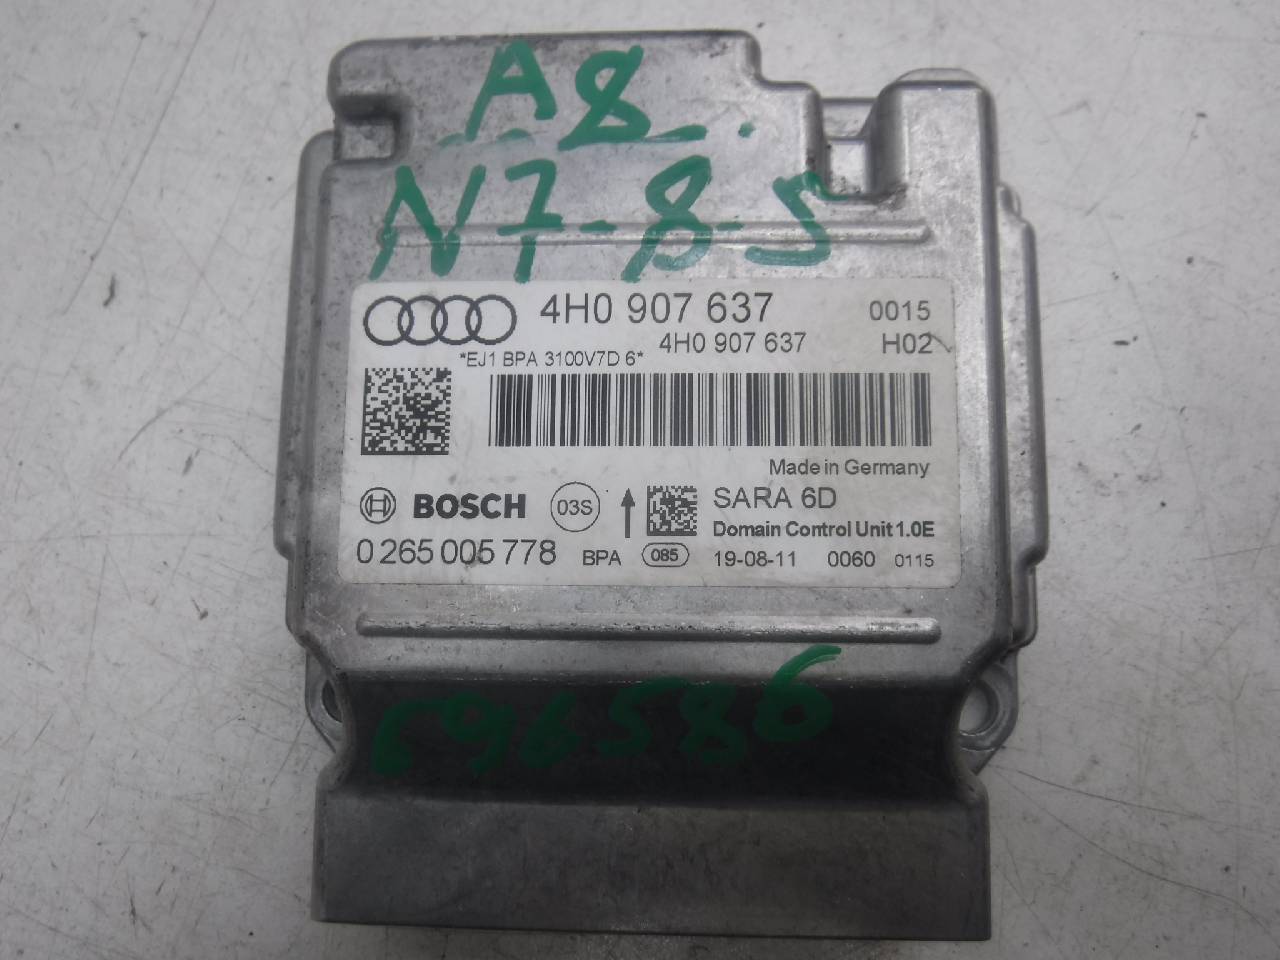 A8
N7-8-5
4H0 907 637 0015
4H0 907 637 H02
*EJ1 BPA 3100V7D 6*
Made in Germany
BOSCH 03S SARA 6D
Domain Control Unit 1.0E
0 265 005 778 BPA 085 19-08-11 0060 0115
696586